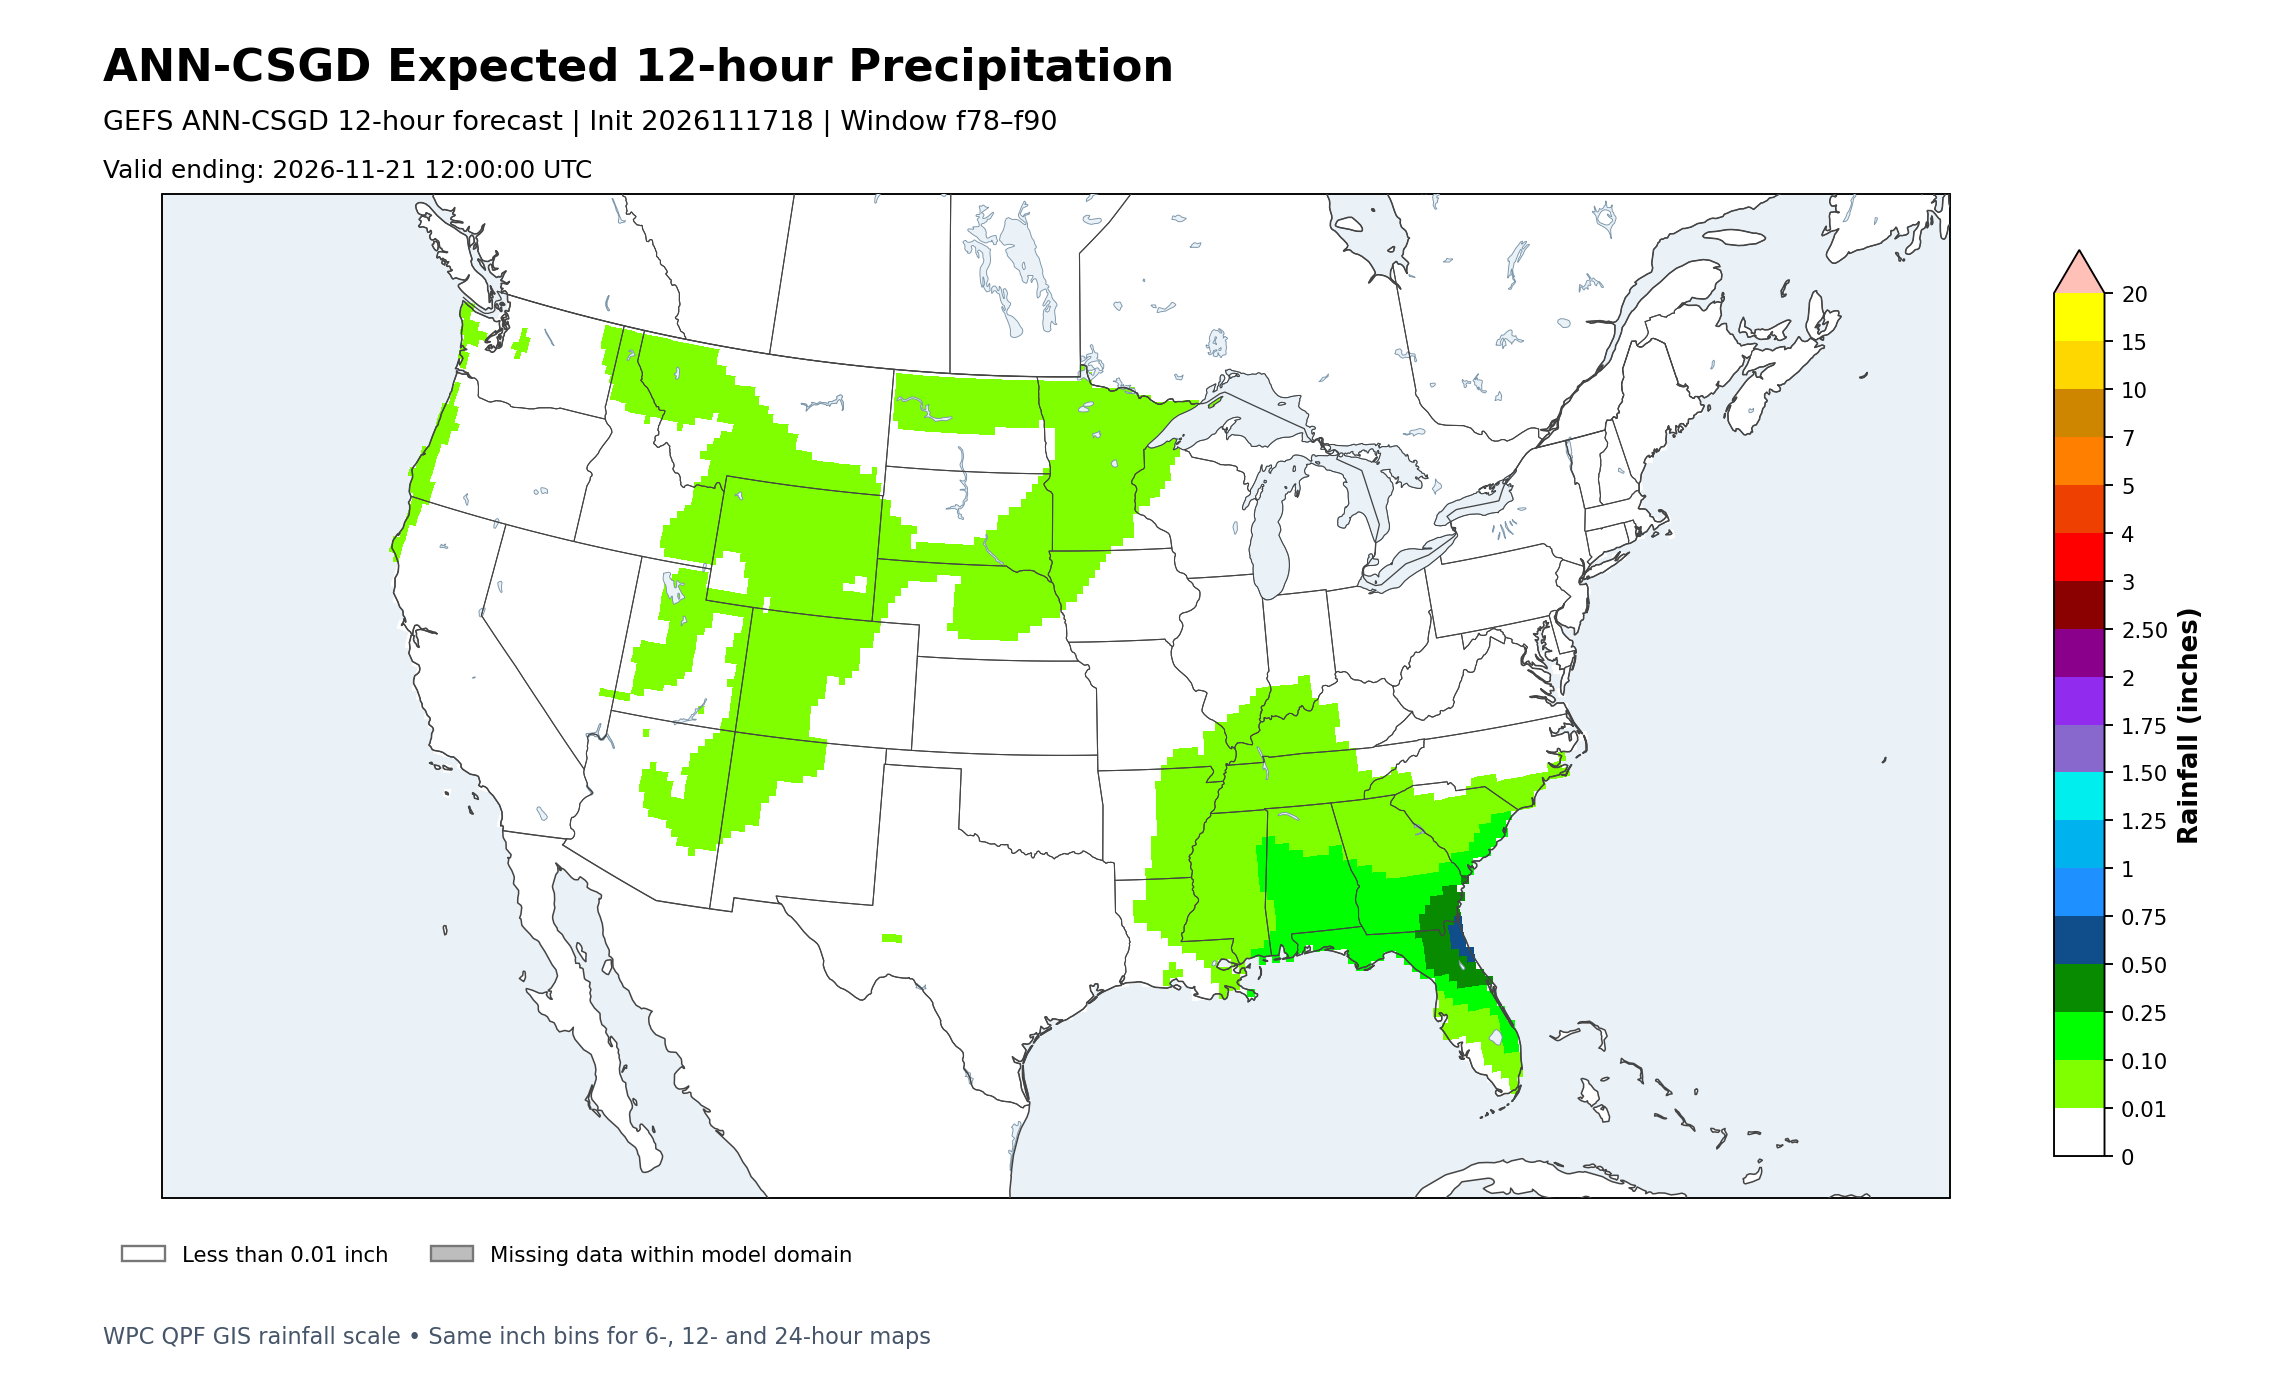 ANN-CSGD Expected 12-hour Precipitation
GEFS ANN-CSGD 12-hour forecast | Init 2026111718 | Window f78–f90
Valid ending: 2026-11-21 12:00:00 UTC
20
15
10
7
5
4
3
2.50
2
1.75
1.50
1.25
1
0.75
0.50
0.25
0.10
0.01
0
Rainfall (inches)
Less than 0.01 inch
Missing data within model domain
WPC QPF GIS rainfall scale • Same inch bins for 6-, 12- and 24-hour maps